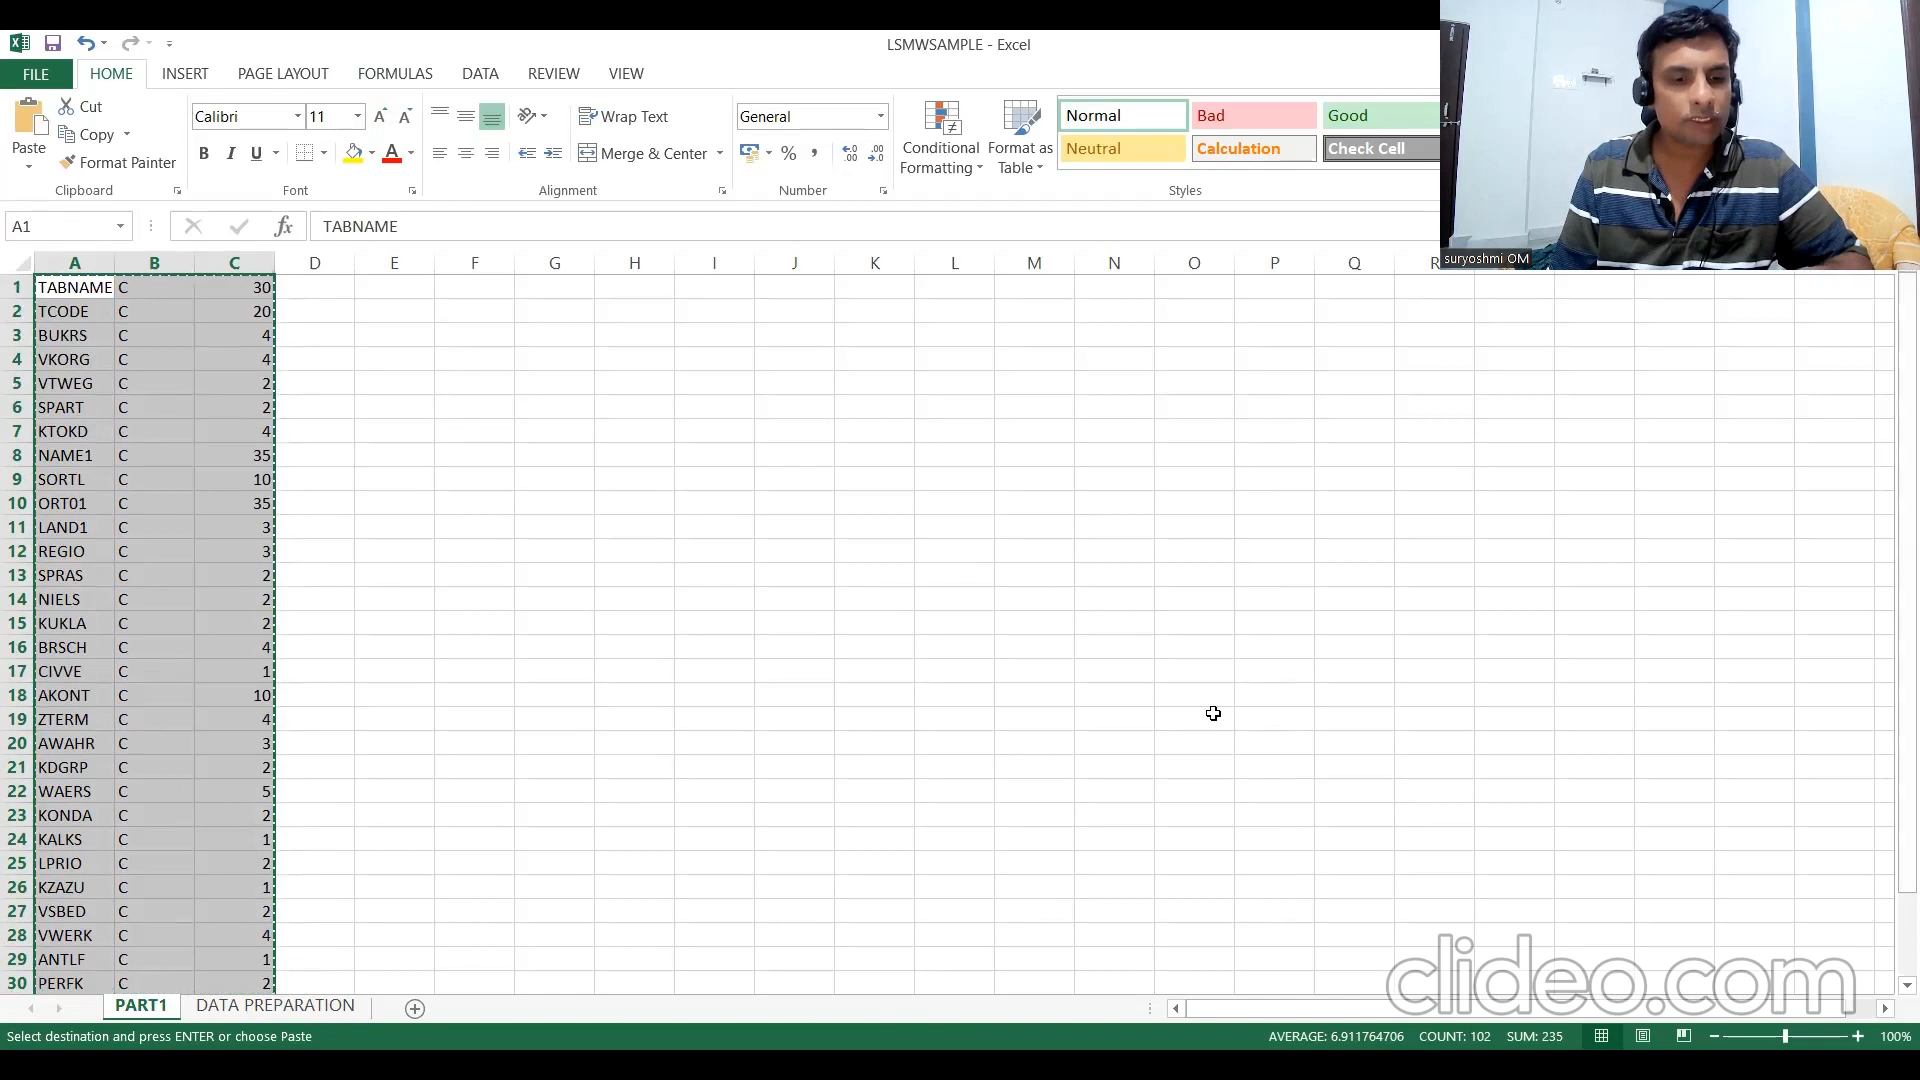 LSMWSAMPLE - Excel
FILE HOME INSERT PAGE LAYOUT FORMULAS DATA REVIEW VIEW
Cut
Copy
Format Painter
Paste
Clipboard
Calibri 11
B I U
Font
Wrap Text
Merge & Center
Alignment
General
%
Number
Conditional Formatting
Format as Table
Normal Bad Good
Neutral Calculation Check Cell
Styles
suryoshmi OM
A1 fx TABNAME
A B C D E F G H I J K L M N O P Q R
1 TABNAME C 30
2 TCODE C 20
3 BUKRS C 4
4 VKORG C 4
5 VTWEG C 2
6 SPART C 2
7 KTOKD C 4
8 NAME1 C 35
9 SORTL C 10
10 ORT01 C 35
11 LAND1 C 3
12 REGIO C 3
13 SPRAS C 2
14 NIELS C 2
15 KUKLA C 2
16 BRSCH C 4
17 CIVVE C 1
18 AKONT C 10
19 ZTERM C 4
20 AWAHR C 3
21 KDGRP C 2
22 WAERS C 5
23 KONDA C 2
24 KALKS C 1
25 LPRIO C 2
26 KZAZU C 1
27 VSBED C 2
28 VWERK C 4
29 ANTLF C 1
30 PERFK C 2
clideo.com
PART1 DATA PREPARATION
Select destination and press ENTER or choose Paste AVERAGE: 6.911764706 COUNT: 102 SUM: 235 100%